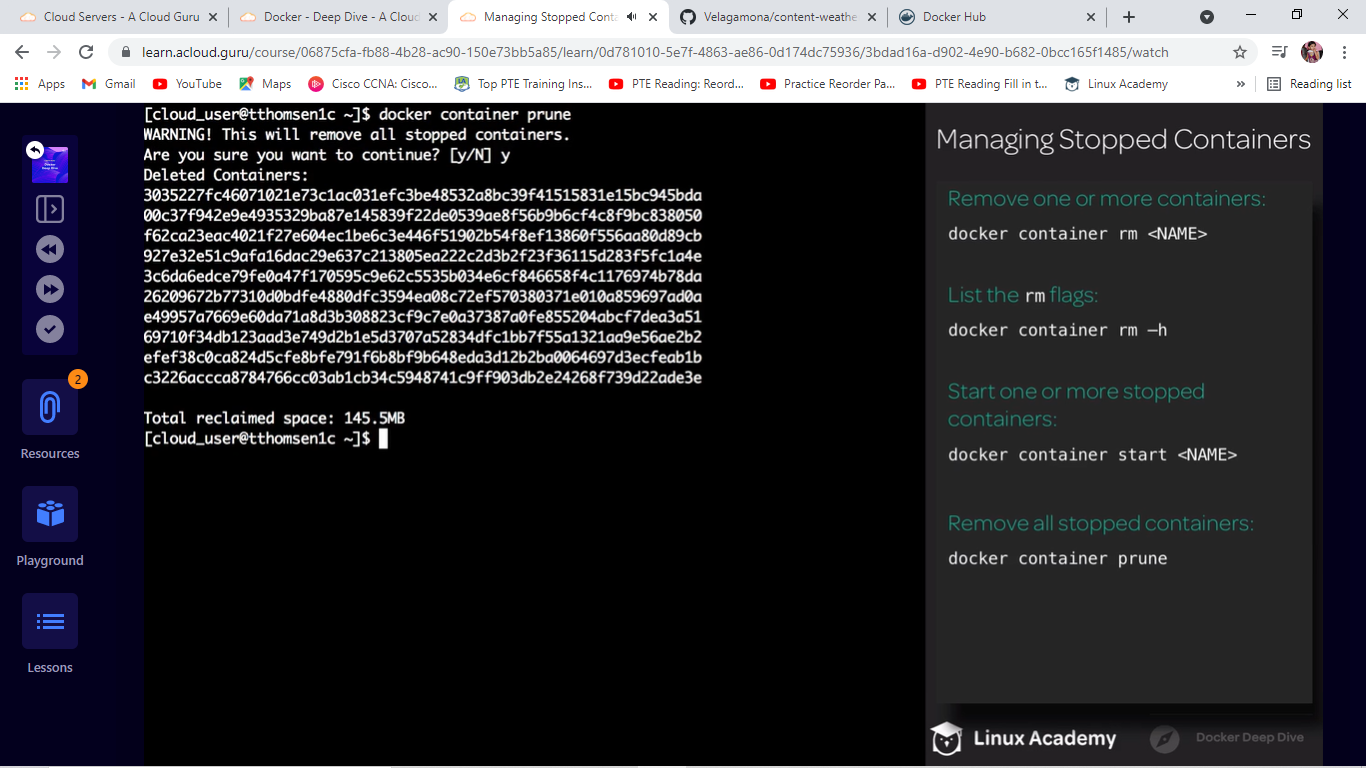 Cloud Servers - A Cloud Guru
Docker - Deep Dive - A Cloud
Managing Stopped Conta
Velagamona/content-weathe
Docker Hub
learn.acloud.guru/course/06875cfa-fb88-4b28-ac90-150e73bb5a85/learn/0d781010-5e7f-4863-ae86-0d174dc75936/3bdad16a-d902-4e90-b682-0bcc165f1485/watch
Apps
Gmail
YouTube
Maps
Cisco CCNA: Cisco...
Top PTE Training Ins...
PTE Reading: Reord...
Practice Reorder Pa...
PTE Reading Fill in t...
Linux Academy
»
Reading list
2
Resources
Playground
Lessons
[cloud_user@tthomsen1c ~]$ docker container prune
WARNING! This will remove all stopped containers.
Are you sure you want to continue? [y/N] y
Deleted Containers:
3035227fc46071021e73c1ac031efc3be48532a8bc39f41515831e15bc945bda
00c37f942e9e4935329ba87e145839f22de0539ae8f56b9b6cf4c8f9bc838050
f62ca23eac4021f27e604ec1be6c3e446f51902b54f8ef13860f556aa80d89cb
927e32e51c9afa16dac29e637c213805ea222c2d3b2f23f36115d283f5fc1a4e
3c6da6edce79fe0a47f170595c9e62c5535b034e6cf846658f4c1176974b78da
26209672b77310d0bdfe4880dfc3594ea08c72ef570380371e010a859697ad0a
e49957a7669e60da71a8d3b308823cf9c7e0a37387a0fe855204abcf7dea3a51
69710f34db123aad3e749d2b1e5d3707a52834dfc1bb7f55a1321aa9e56ae2b2
efef38c0ca824d5cfe8bfe791f6b8bf9b648eda3d12b2ba0064697d3ecfeab1b
c3226accca8784766cc03ab1cb34c5948741c9ff903db2e24268f739d22ade3e
Total reclaimed space: 145.5MB
[cloud_user@tthomsen1c ~]$
Managing Stopped Containers
Remove one or more containers:
docker container rm <NAME>
List the rm flags:
docker container rm –h
Start one or more stopped
containers:
docker container start <NAME>
Remove all stopped containers:
docker container prune
Linux Academy
Docker Deep Dive